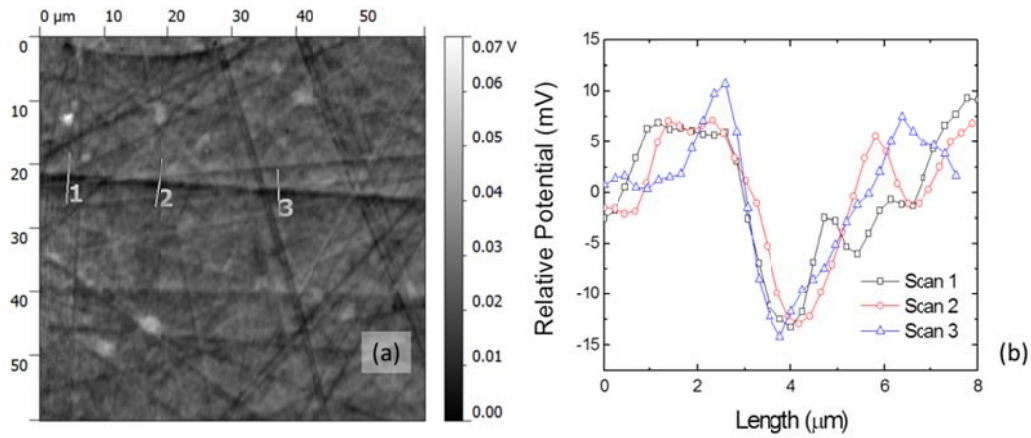 0 µm 10 20 30 40 50
0
10
20
30
40
50
1
2
3
(a)
0.07 V
0.06
0.05
0.04
0.03
0.02
0.01
0.00
15
10
5
0
-5
-10
-15
Relative Potential (mV)
Scan 1
Scan 2
Scan 3
0 2 4 6 8
Length (µm)
(b)